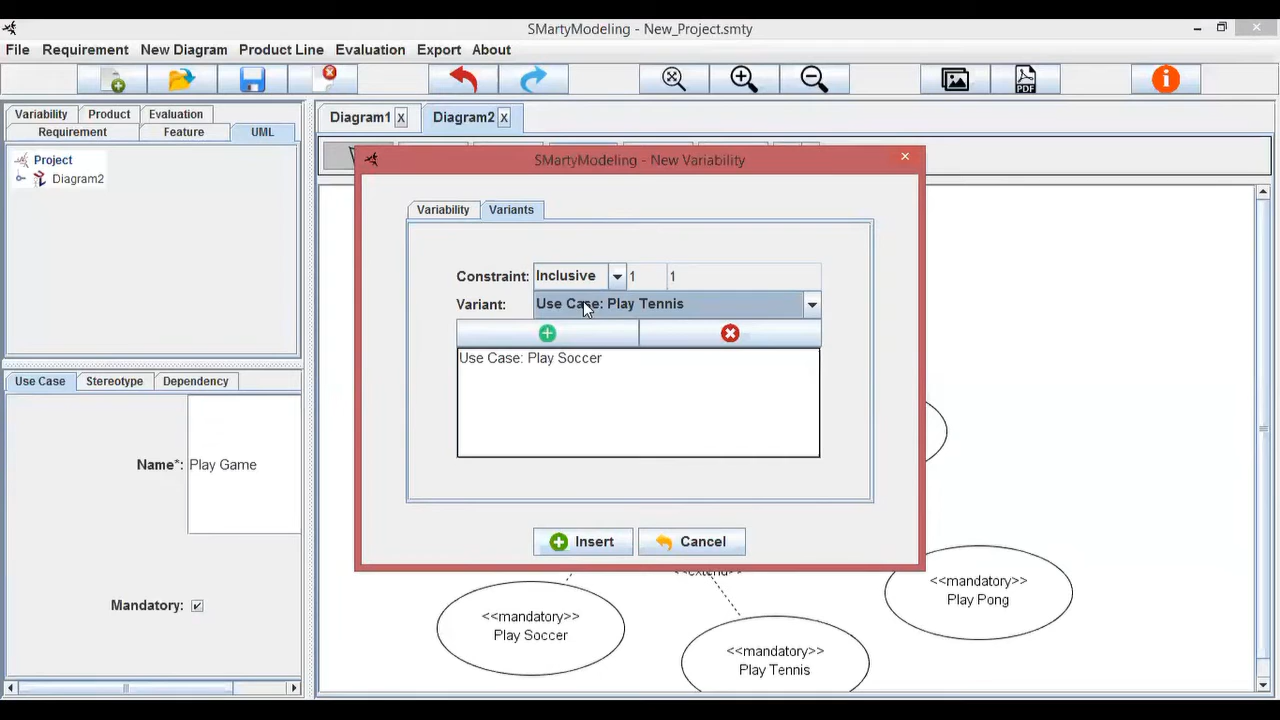 SMartyModeling - New_Project.smty
File Requirement New Diagram Product Line Evaluation Export About
PDF
Variability Product Evaluation
Requirement Feature UML
Project
Diagram2
Diagram1 X Diagram2 X
SMartyModeling - New Variability
Variability Variants
Constraint: Inclusive 1 1
Variant: Use Case: Play Tennis
Use Case: Play Soccer
Insert Cancel
Use Case Stereotype Dependency
Name*: Play Game
Mandatory:
<<extend>>
<<mandatory>>
Play Soccer
<<mandatory>>
Play Tennis
<<mandatory>>
Play Pong